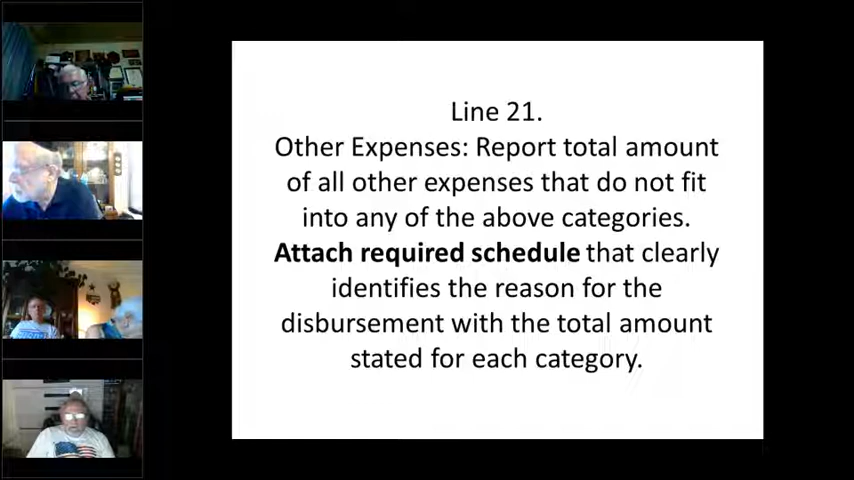 Line 21.
Other Expenses: Report total amount
of all other expenses that do not fit
into any of the above categories.
Attach required schedule that clearly
identifies the reason for the
disbursement with the total amount
stated for each category.